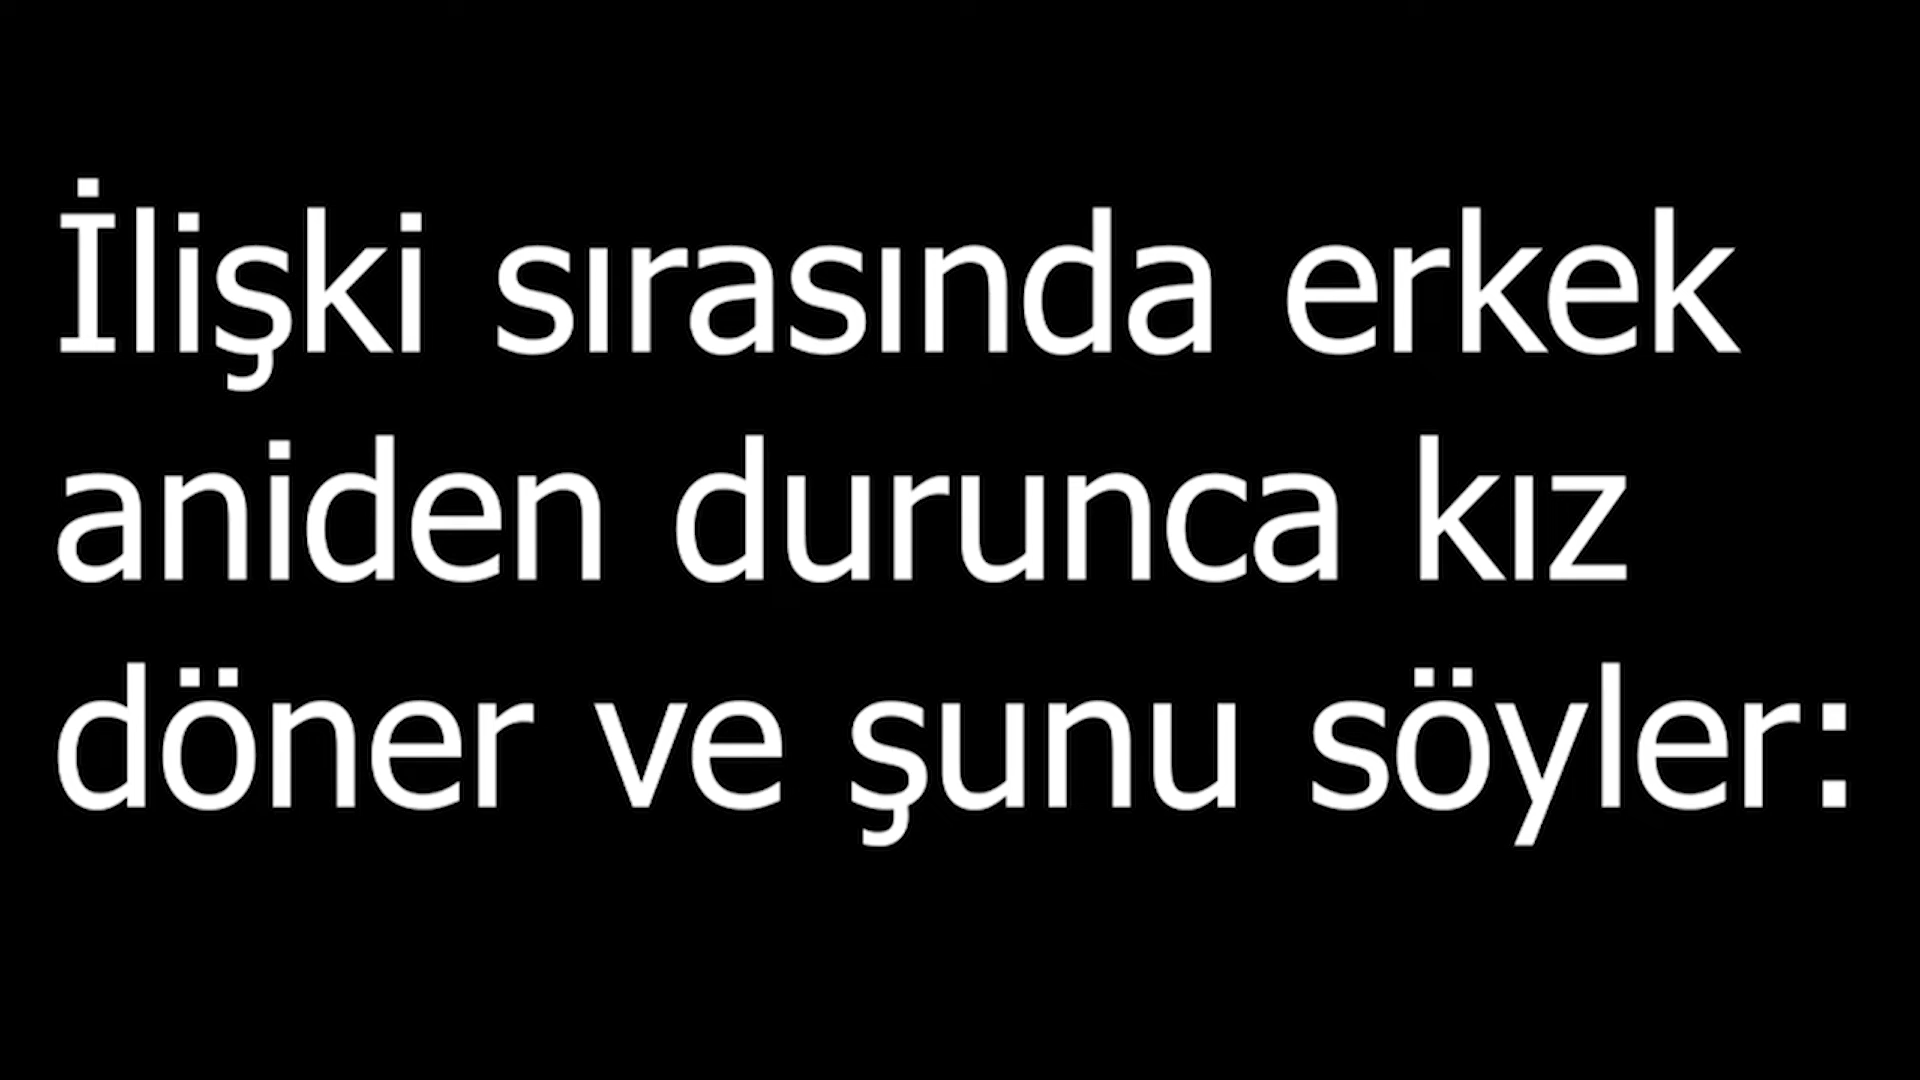 İlişki sırasında erkek
aniden durunca kız
döner ve şunu söyler: